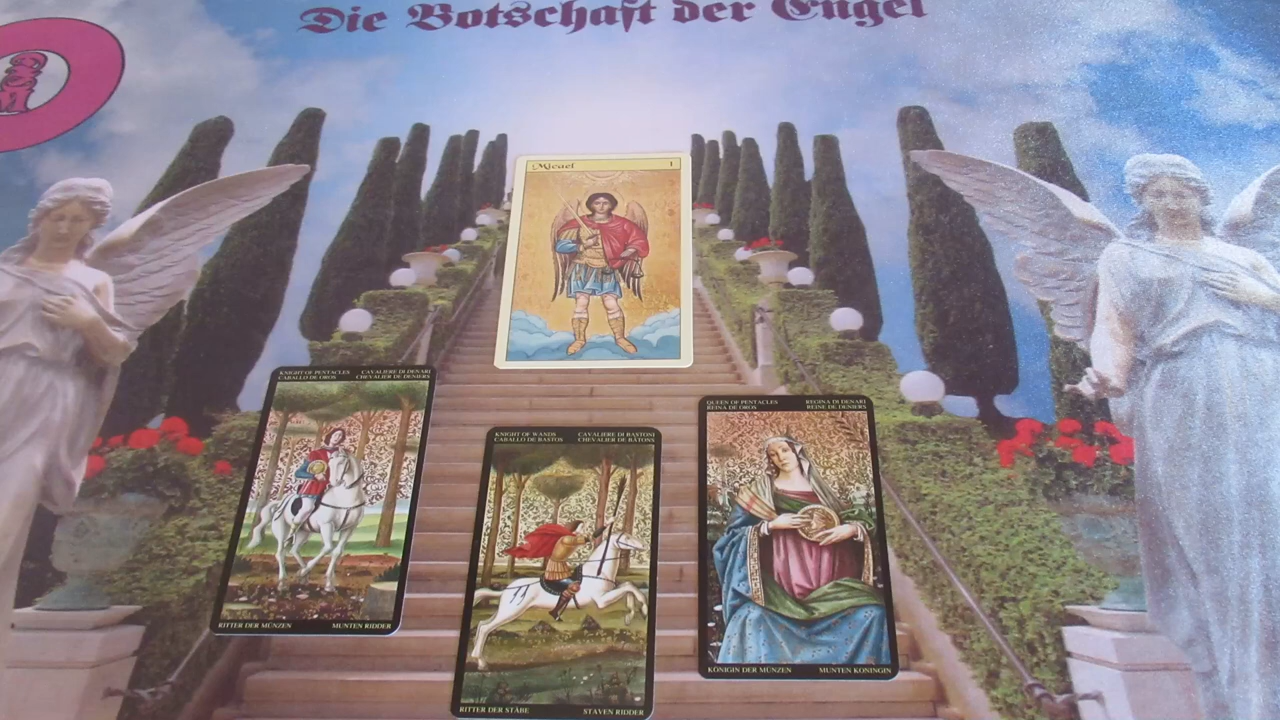 Die Botschaft der Engel
Micael 1
KNIGHT OF PENTACLES CAVALIERE DI DENARI
CABALLO DE OROS CHEVALIER DE DENIERS
RITTER DER MÜNZEN MUNTEN RIDDER
KNIGHT OF WANDS CAVALIERE DI BASTONI
CABALLO DE BASTOS CHEVALIER DE BÂTONS
RITTER DER STÄBE STAVEN RIDDER
QUEEN OF PENTACLES REGINA DI DENARI
REINA DE OROS REINE DE DENIERS
KÖNIGIN DER MÜNZEN MUNTEN KONINGIN